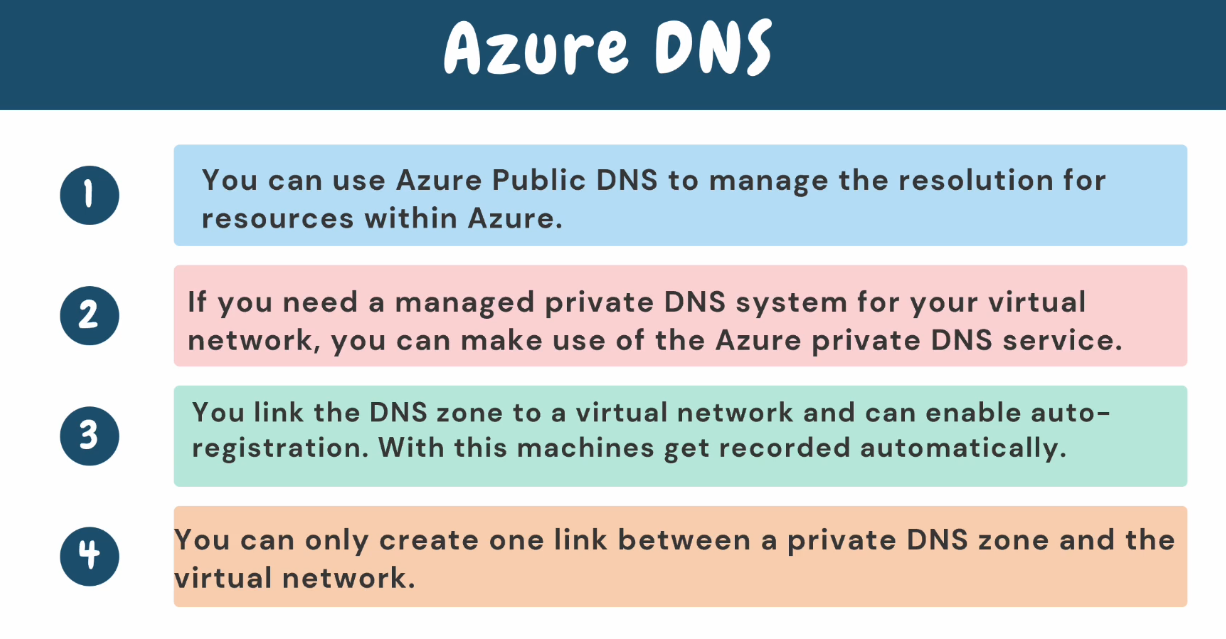 Azure DNS
1
You can use Azure Public DNS to manage the resolution for
resources within Azure.
2
If you need a managed private DNS system for your virtual
network, you can make use of the Azure private DNS service.
3
You link the DNS zone to a virtual network and can enable auto-
registration. With this machines get recorded automatically.
4
You can only create one link between a private DNS zone and the
virtual network.